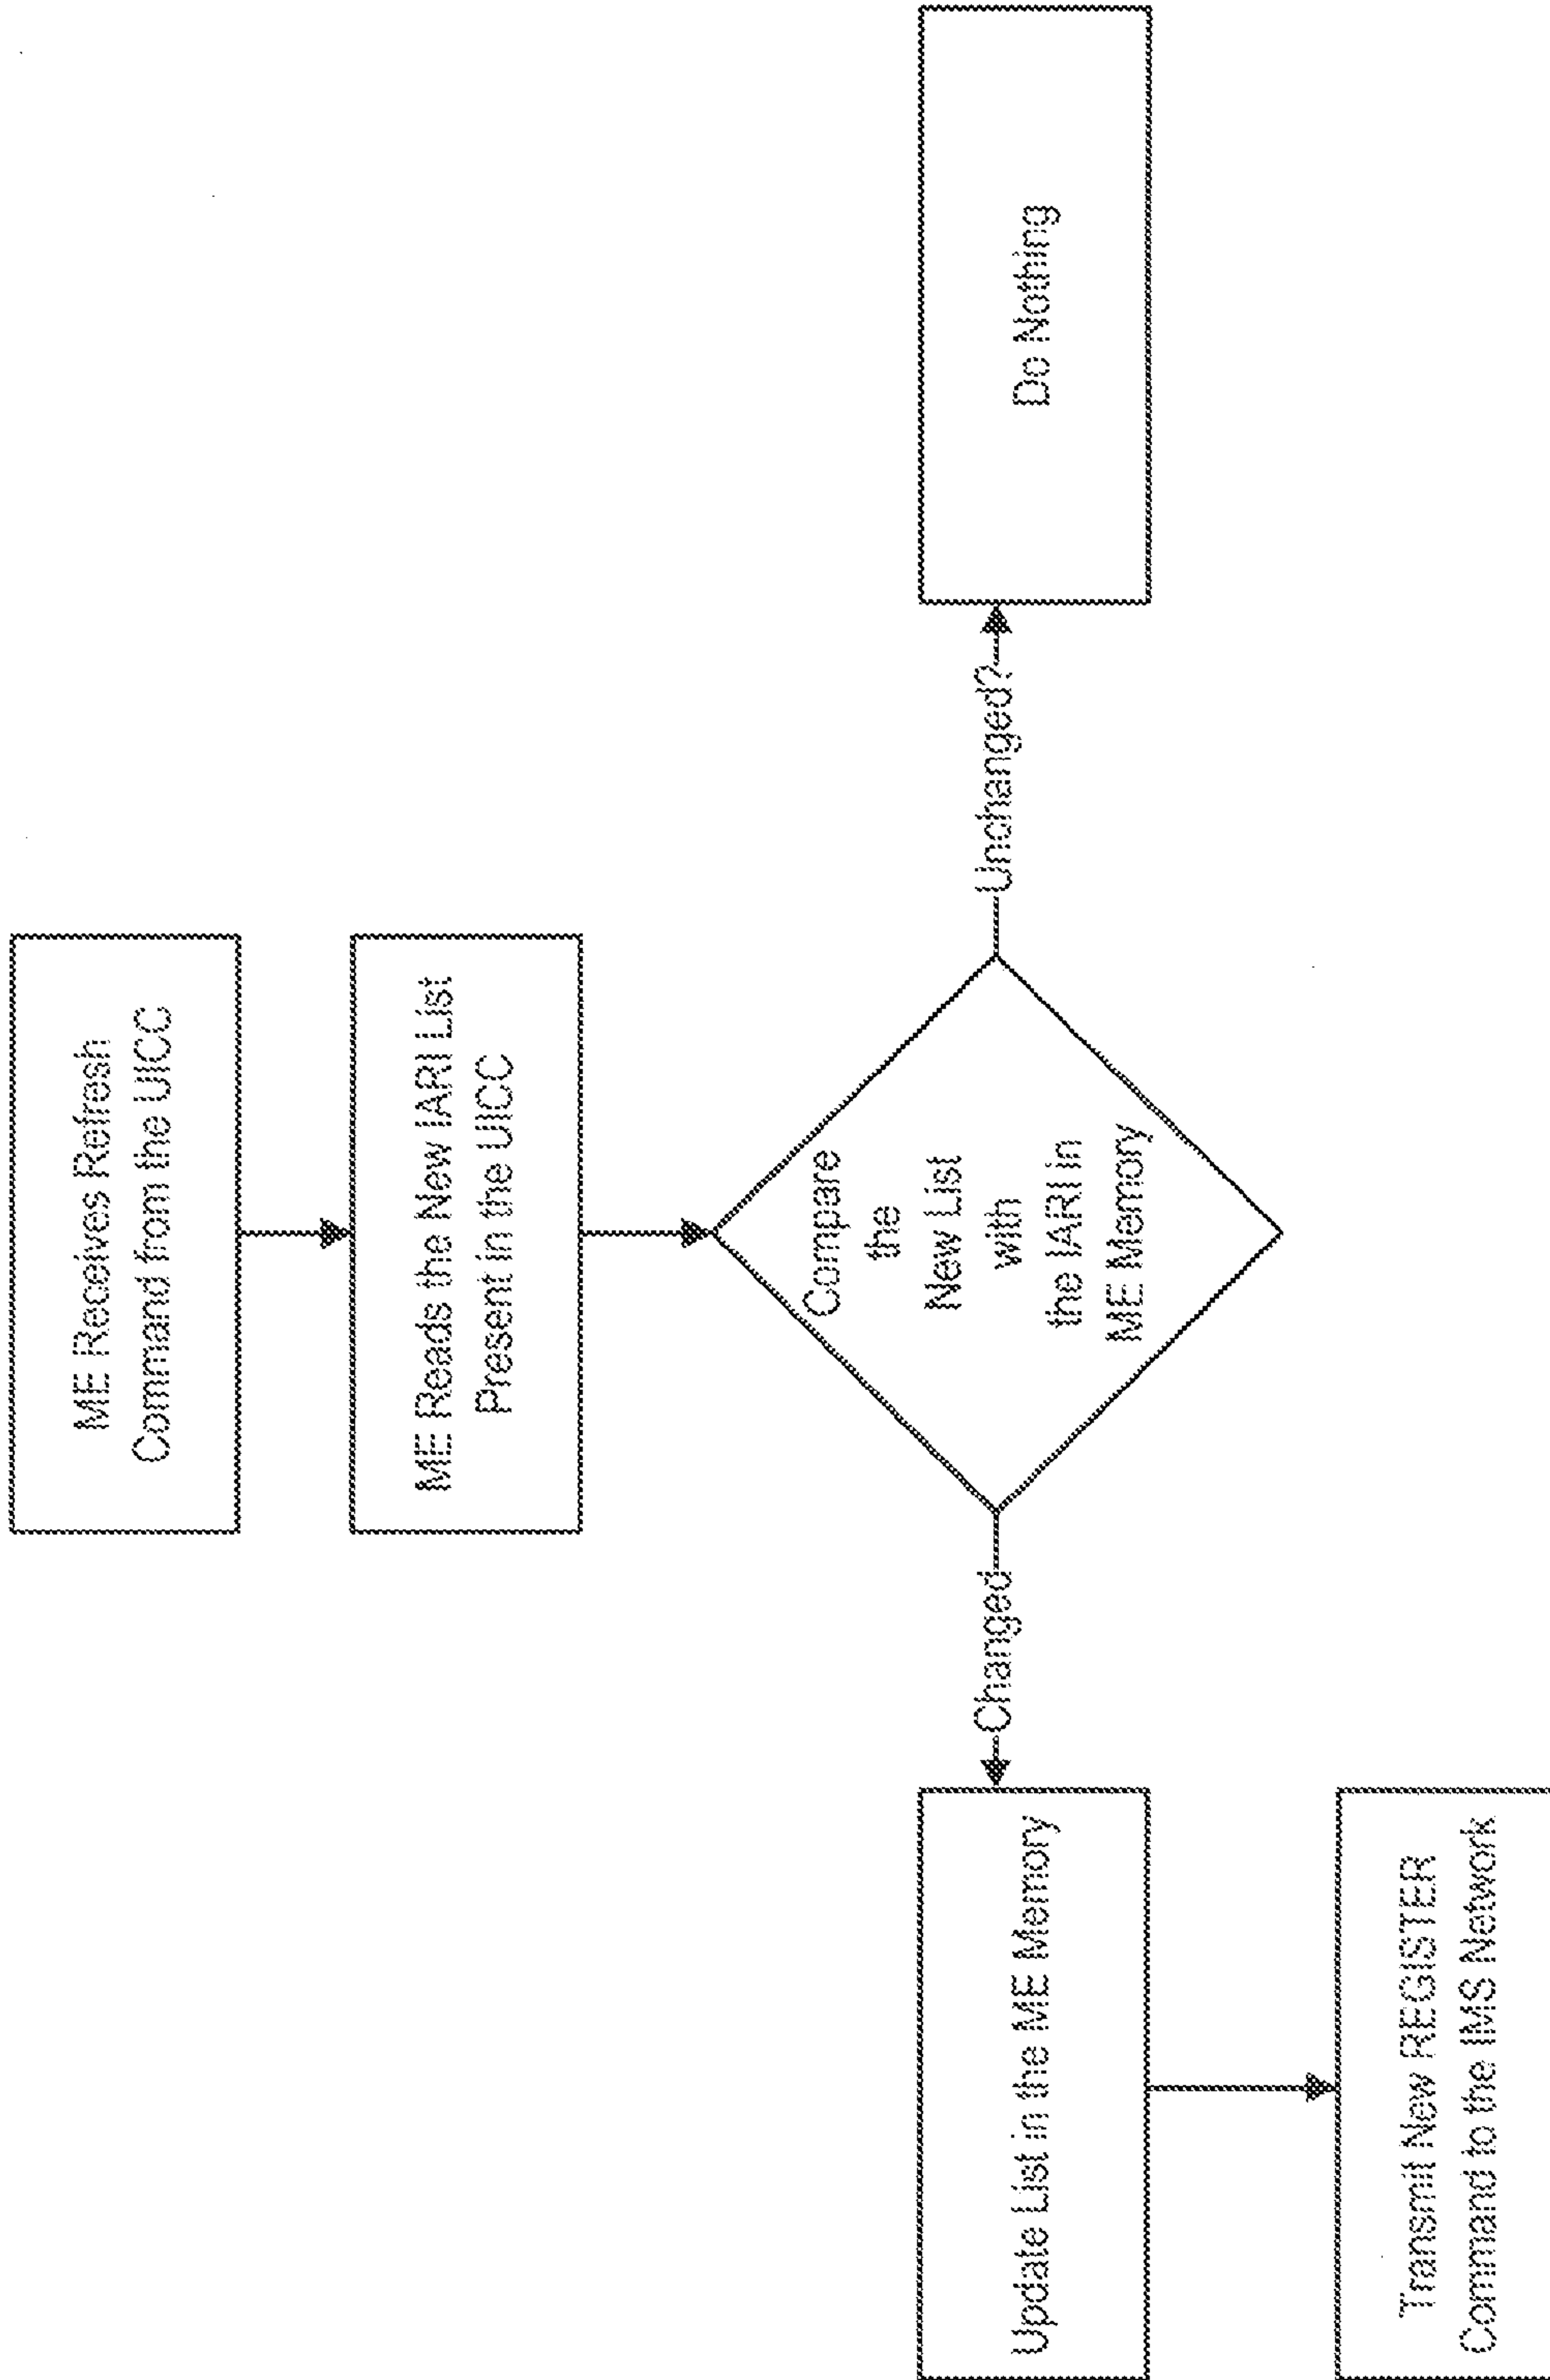 ME Receives Refresh
Command from the UICC
ME Reads the New IARI List
Present in the UICC
Compare
the
New List
with
the IARI in
ME Memory
Changed
Unchanged?
Update List in the ME Memory
Do Nothing
Transmit New REGISTER
Command to the IMS Network